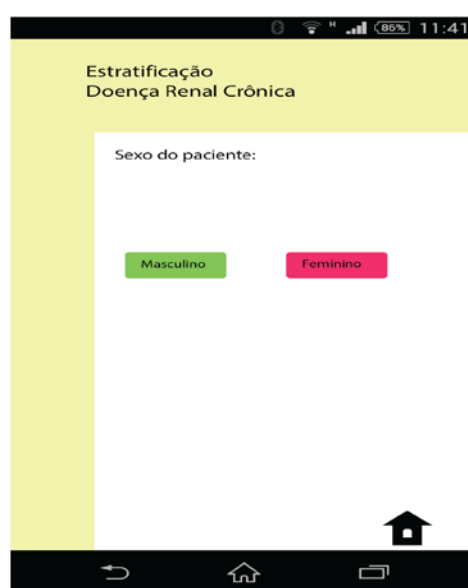 H 85% 11:41
Estratificação
Doença Renal Crônica
Sexo do paciente:
Masculino Feminino